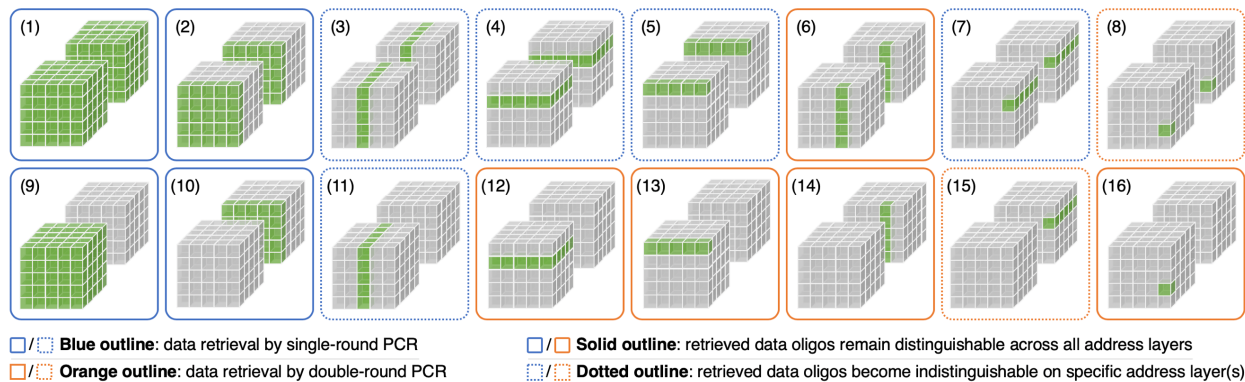 (1) (2) (3) (4) (5) (6) (7) (8)
(9) (10) (11) (12) (13) (14) (15) (16)
/ Blue outline: data retrieval by single-round PCR
/ Solid outline: retrieved data oligos remain distinguishable across all address layers
/ Orange outline: data retrieval by double-round PCR
/ Dotted outline: retrieved data oligos become indistinguishable on specific address layer(s)